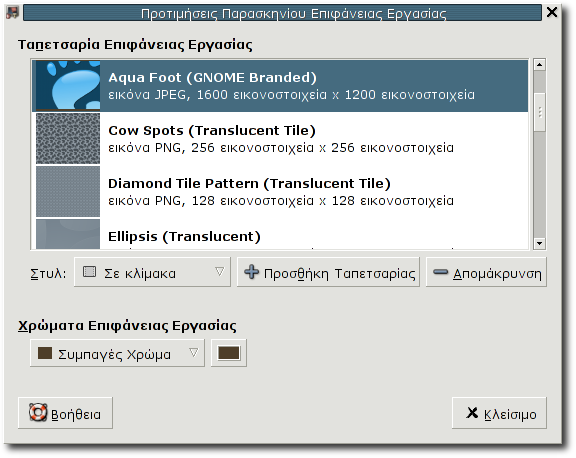 Προτιμήσεις Παρασκηνίου Επιφάνειας Εργασίας
Ταπετσαρία Επιφάνειας Εργασίας
Aqua Foot (GNOME Branded)
εικόνα JPEG, 1600 εικονοστοιχεία x 1200 εικονοστοιχεία
Cow Spots (Translucent Tile)
εικόνα PNG, 256 εικονοστοιχεία x 256 εικονοστοιχεία
Diamond Tile Pattern (Translucent Tile)
εικόνα PNG, 128 εικονοστοιχεία x 128 εικονοστοιχεία
Ellipsis (Translucent)
Στυλ: Σε κλίμακα Προσθήκη Ταπετσαρίας Απομάκρυνση
Χρώματα Επιφάνειας Εργασίας
Συμπαγές Χρώμα
Βοήθεια Κλείσιμο